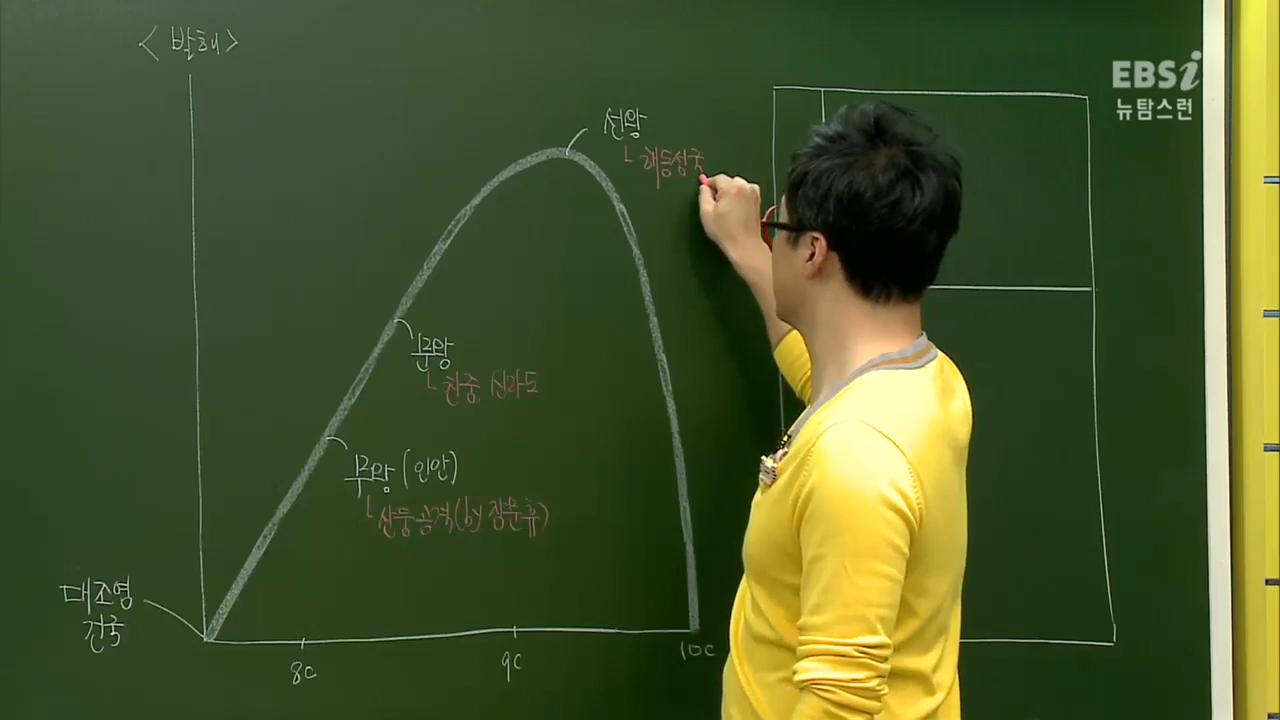 <발해>
EBSi
뉴탐스런
선왕
└ 해동성국
문왕
└ 친중, 신라도
무왕 (인안)
└ 산둥공격 (by 장문휴)
대조영
건국
8C
9C
10C